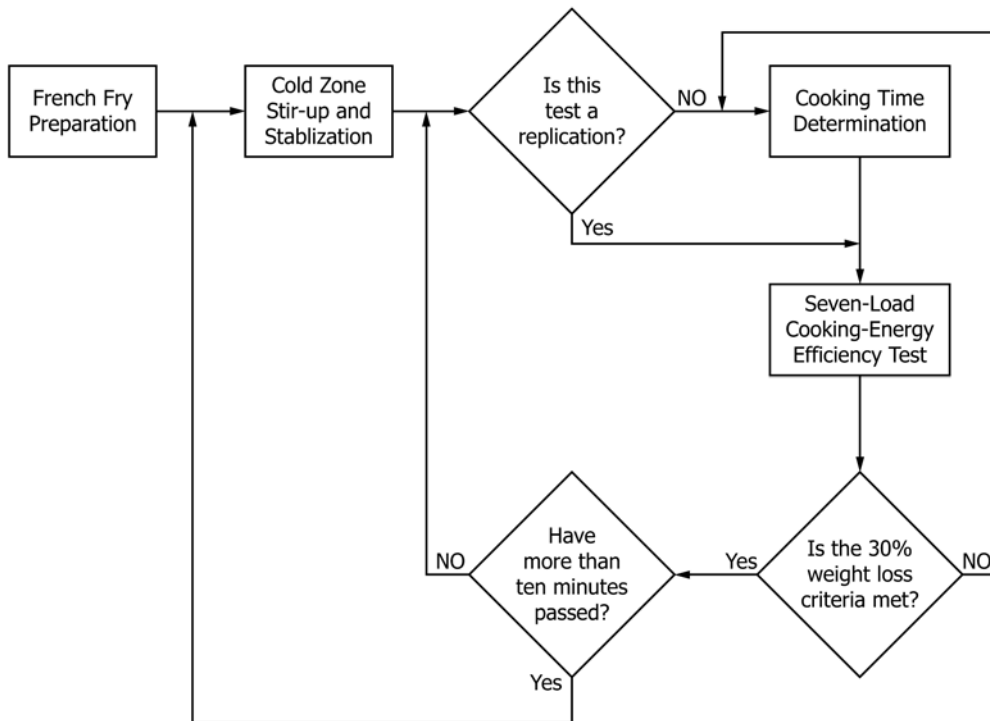 French Fry
Preparation
Cold Zone
Stir-up and
Stablization
Is this
test a
replication?
NO
Cooking Time
Determination
Yes
Seven-Load
Cooking-Energy
Efficiency Test
Is the 30%
weight loss
criteria met?
NO
Yes
Have
more than
ten minutes
passed?
NO
Yes